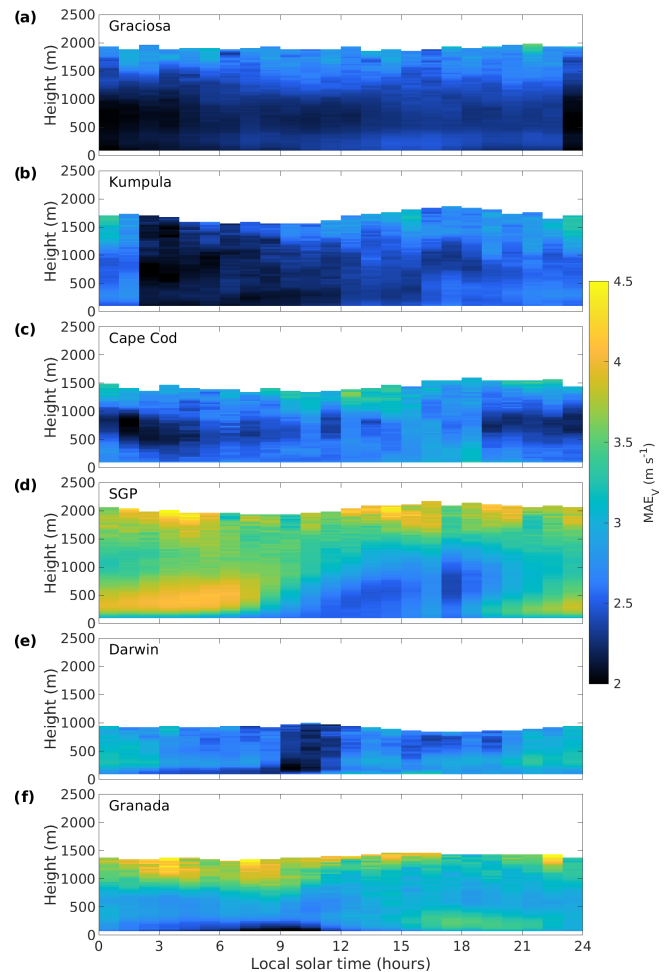 (a)
Graciosa
2500
2000
1500
1000
500
0
Height (m)
(b)
Kumpula
2500
2000
1500
1000
500
0
Height (m)
(c)
Cape Cod
2500
2000
1500
1000
500
0
Height (m)
(d)
SGP
2500
2000
1500
1000
500
0
Height (m)
(e)
Darwin
2500
2000
1500
1000
500
0
Height (m)
(f)
Granada
2500
2000
1500
1000
500
0
Height (m)
0 3 6 9 12 15 18 21 24
Local solar time (hours)
4.5
4
3.5
3
2.5
2
MAE_V (m s⁻¹)